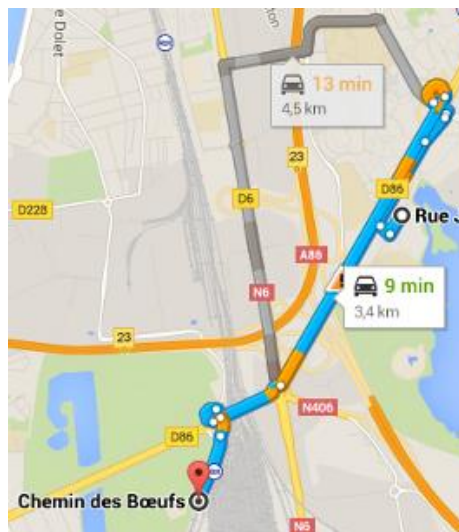 e Dolet
13 min
4,5 km
23
D86
D228
D6
Rue J
A86
9 min
N6
3,4 km
23
N406
D86
Chemin des Bœufs
N6